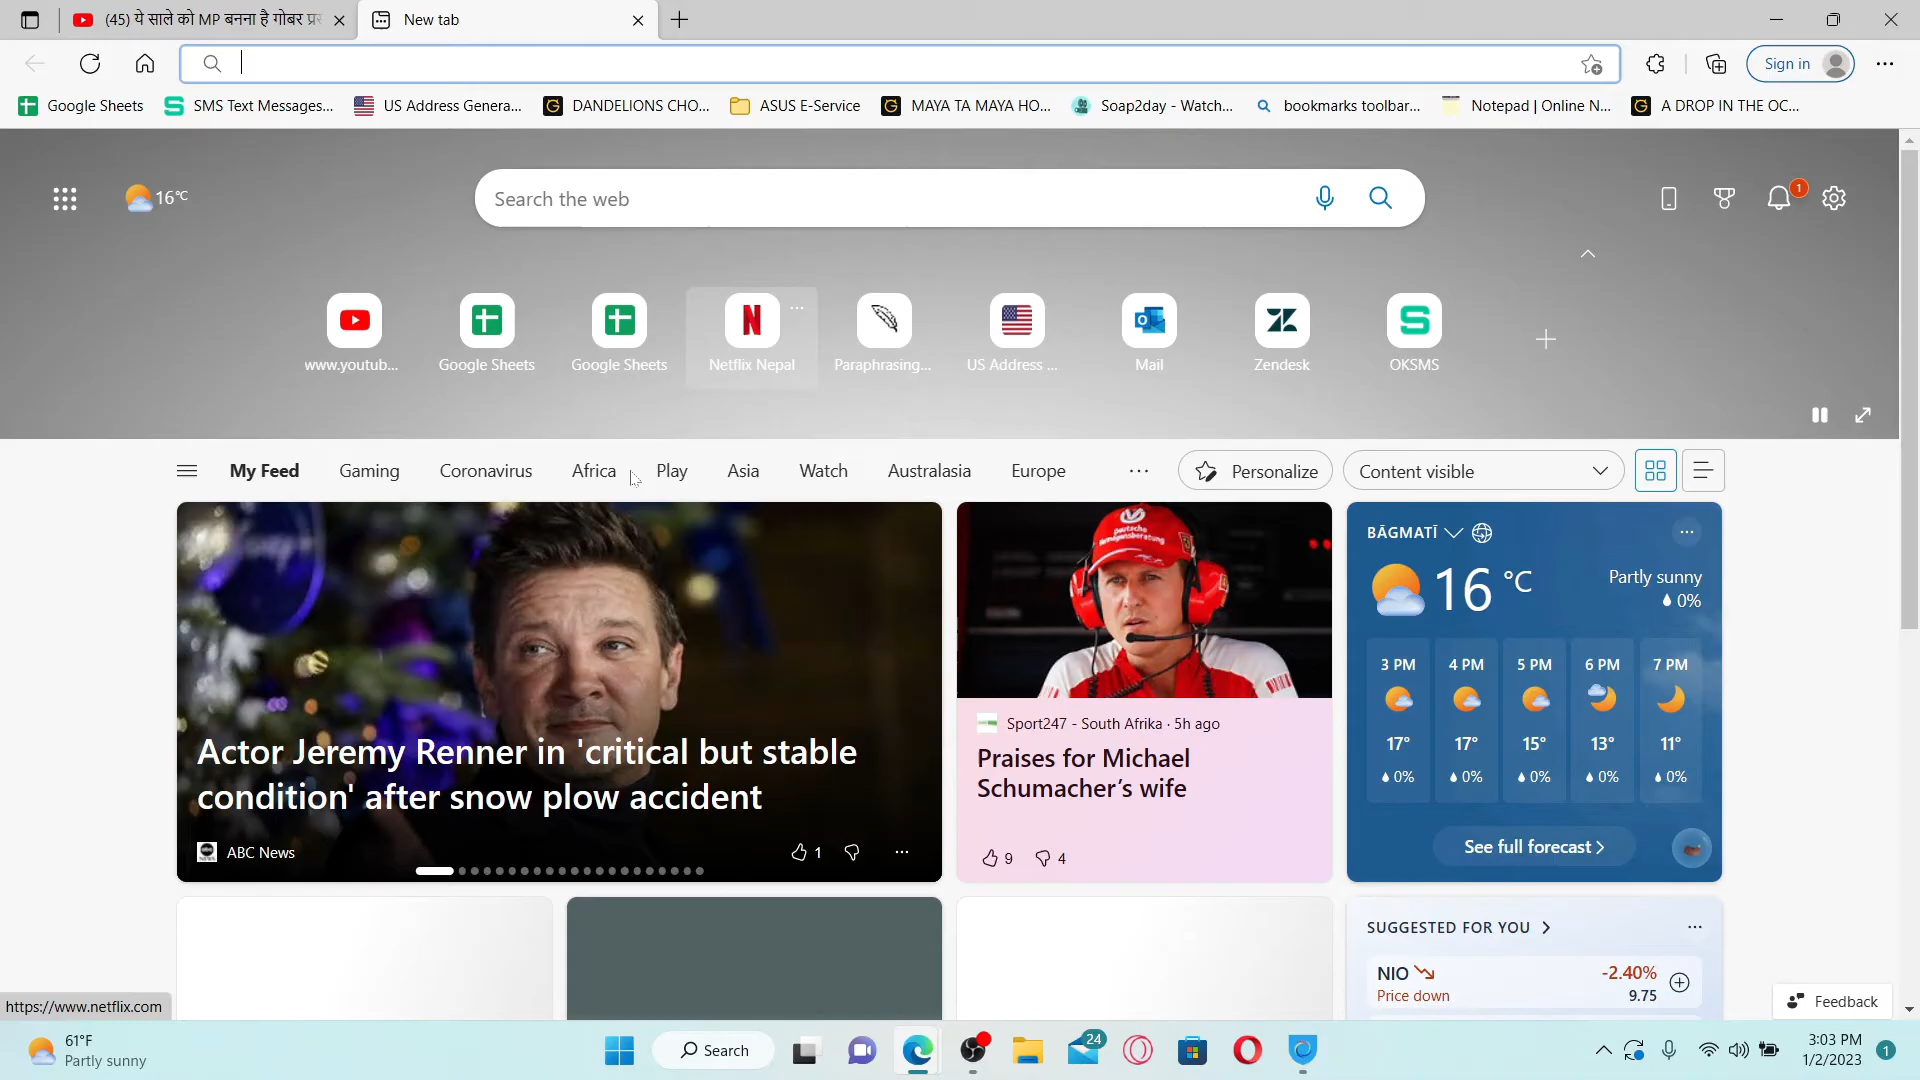 (45) ये साले को MP बनना है गोबर
New tab
Sign in
Google Sheets
SMS Text Messages...
US Address Genera...
DANDELIONS CHO...
ASUS E-Service
MAYA TA MAYA HO...
Soap2day - Watch...
bookmarks toolbar...
Notepad | Online N...
A DROP IN THE OC...
16°C
Search the web
1
www.youtub...
Google Sheets
Google Sheets
Netflix Nepal
Paraphrasing...
US Address ...
Mail
Zendesk
OKSMS
My Feed
Gaming
Coronavirus
Africa
Play
Asia
Watch
Australasia
Europe
Personalize
Content visible
Actor Jeremy Renner in 'critical but stable
condition' after snow plow accident
ABC News
1
Deutsche
Vermögensberatung
Sport247 - South Afrika · 5h ago
Praises for Michael
Schumacher’s wife
9
4
BĀGMATĪ
16 °C
Partly sunny
0%
3 PM 4 PM 5 PM 6 PM 7 PM
17° 17° 15° 13° 11°
0% 0% 0% 0% 0%
See full forecast
SUGGESTED FOR YOU
NIO -2.40%
Price down 9.75
Feedback
https://www.netflix.com
61°F
Partly sunny
Search
24
3:03 PM
1/2/2023
1